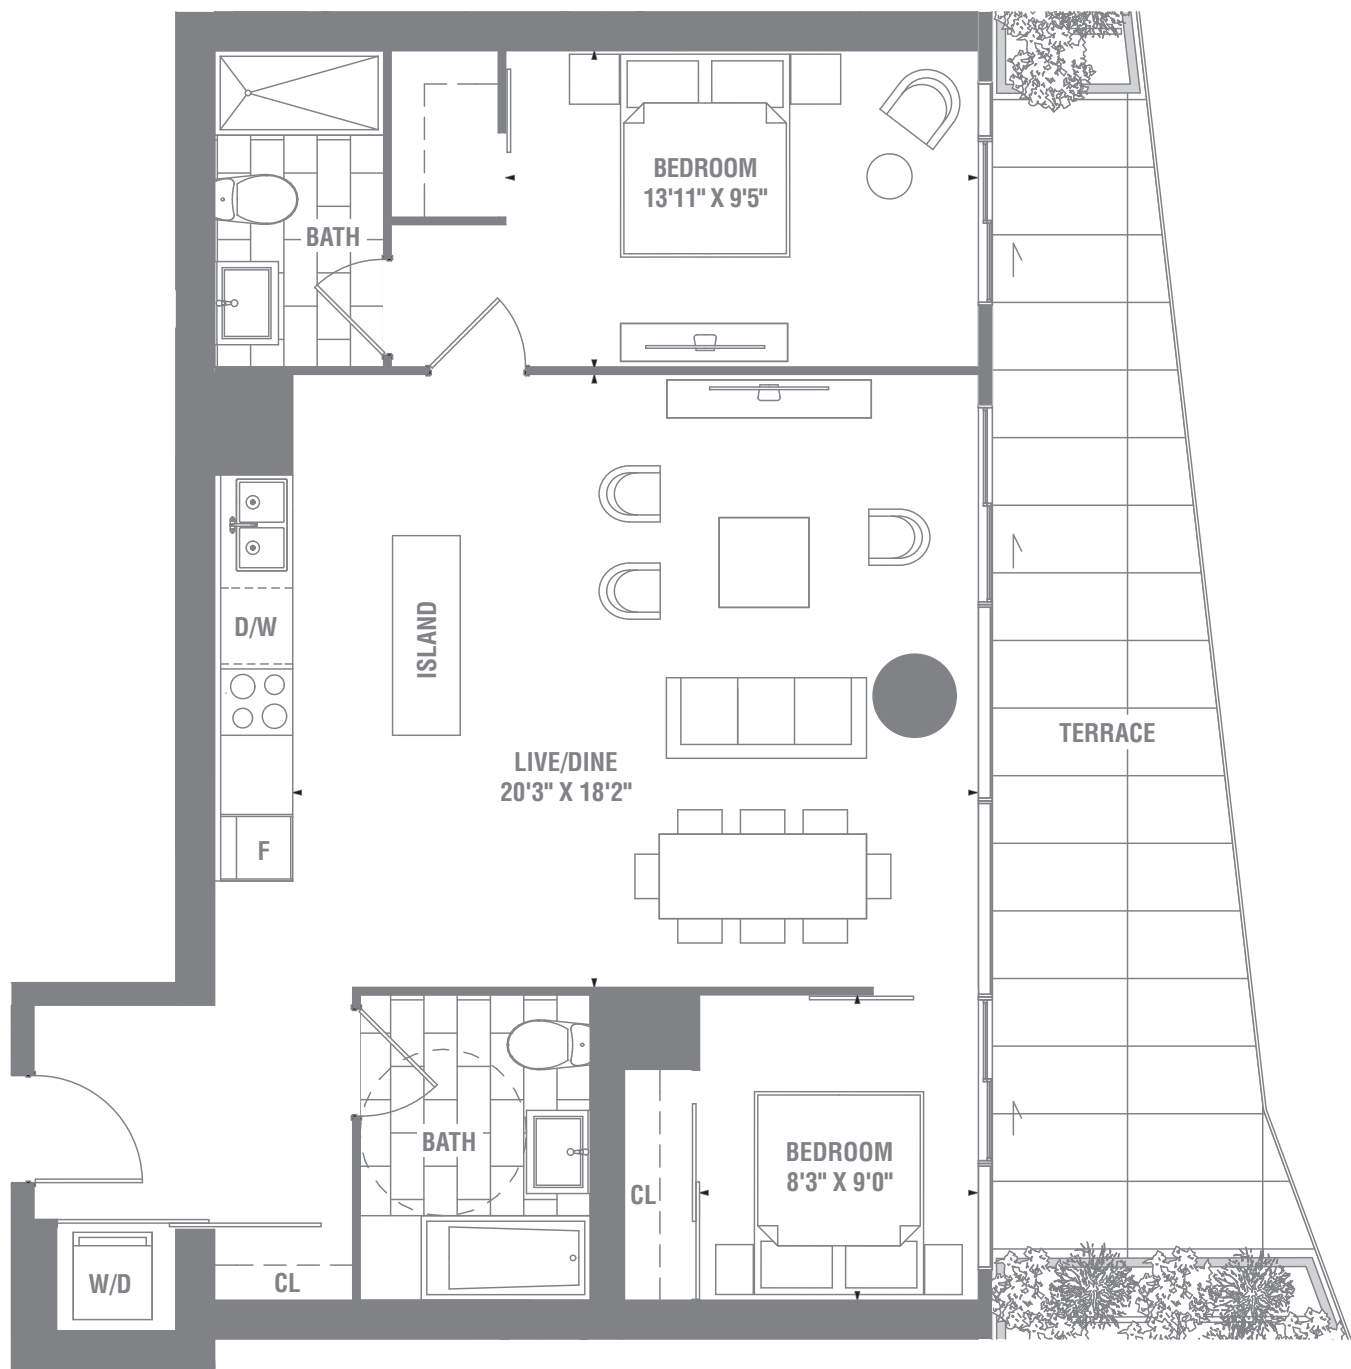 BEDROOM
13'11" X 9'5"
BATH
D/W
ISLAND
TERRACE
LIVE/DINE
20'3" X 18'2"
F
BATH
BEDROOM
8'3" X 9'0"
CL
W/D
CL